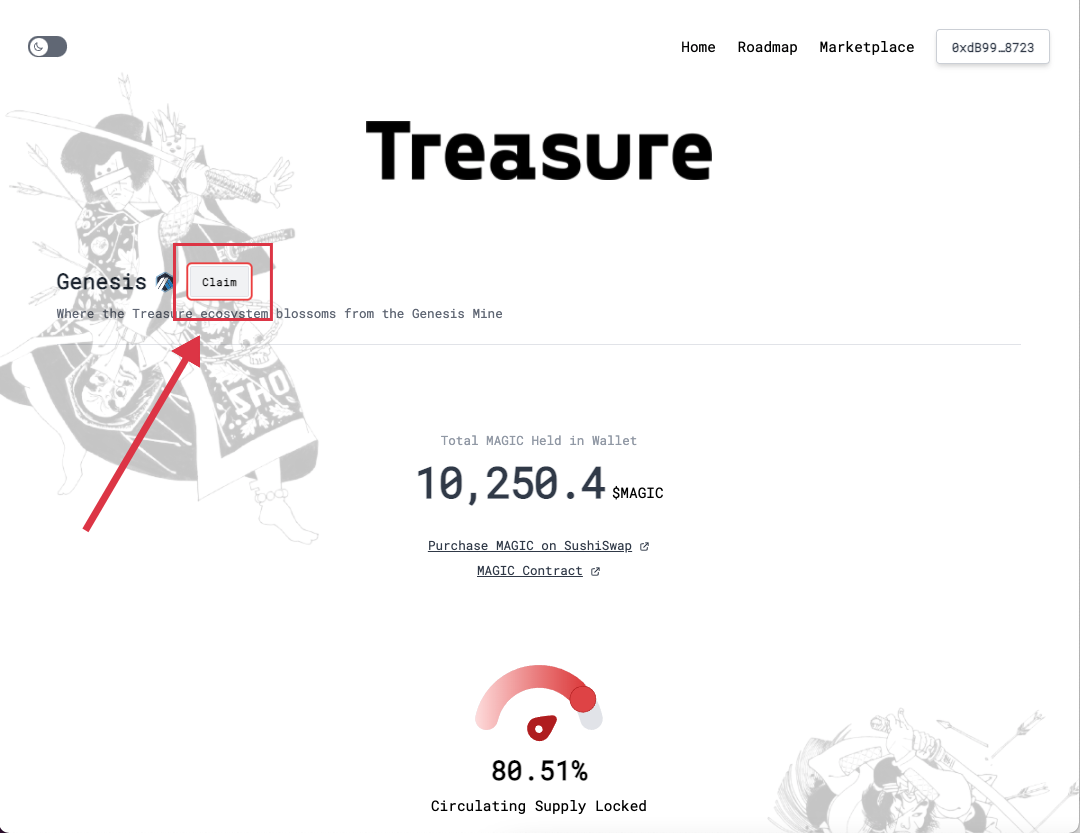 Home Roadmap Marketplace 0xdB99…8723
Treasure
Genesis Claim
Where the Treasure ecosystem blossoms from the Genesis Mine
SHO
Total MAGIC Held in Wallet
10,250.4 $MAGIC
Purchase MAGIC on SushiSwap
MAGIC Contract
80.51%
Circulating Supply Locked